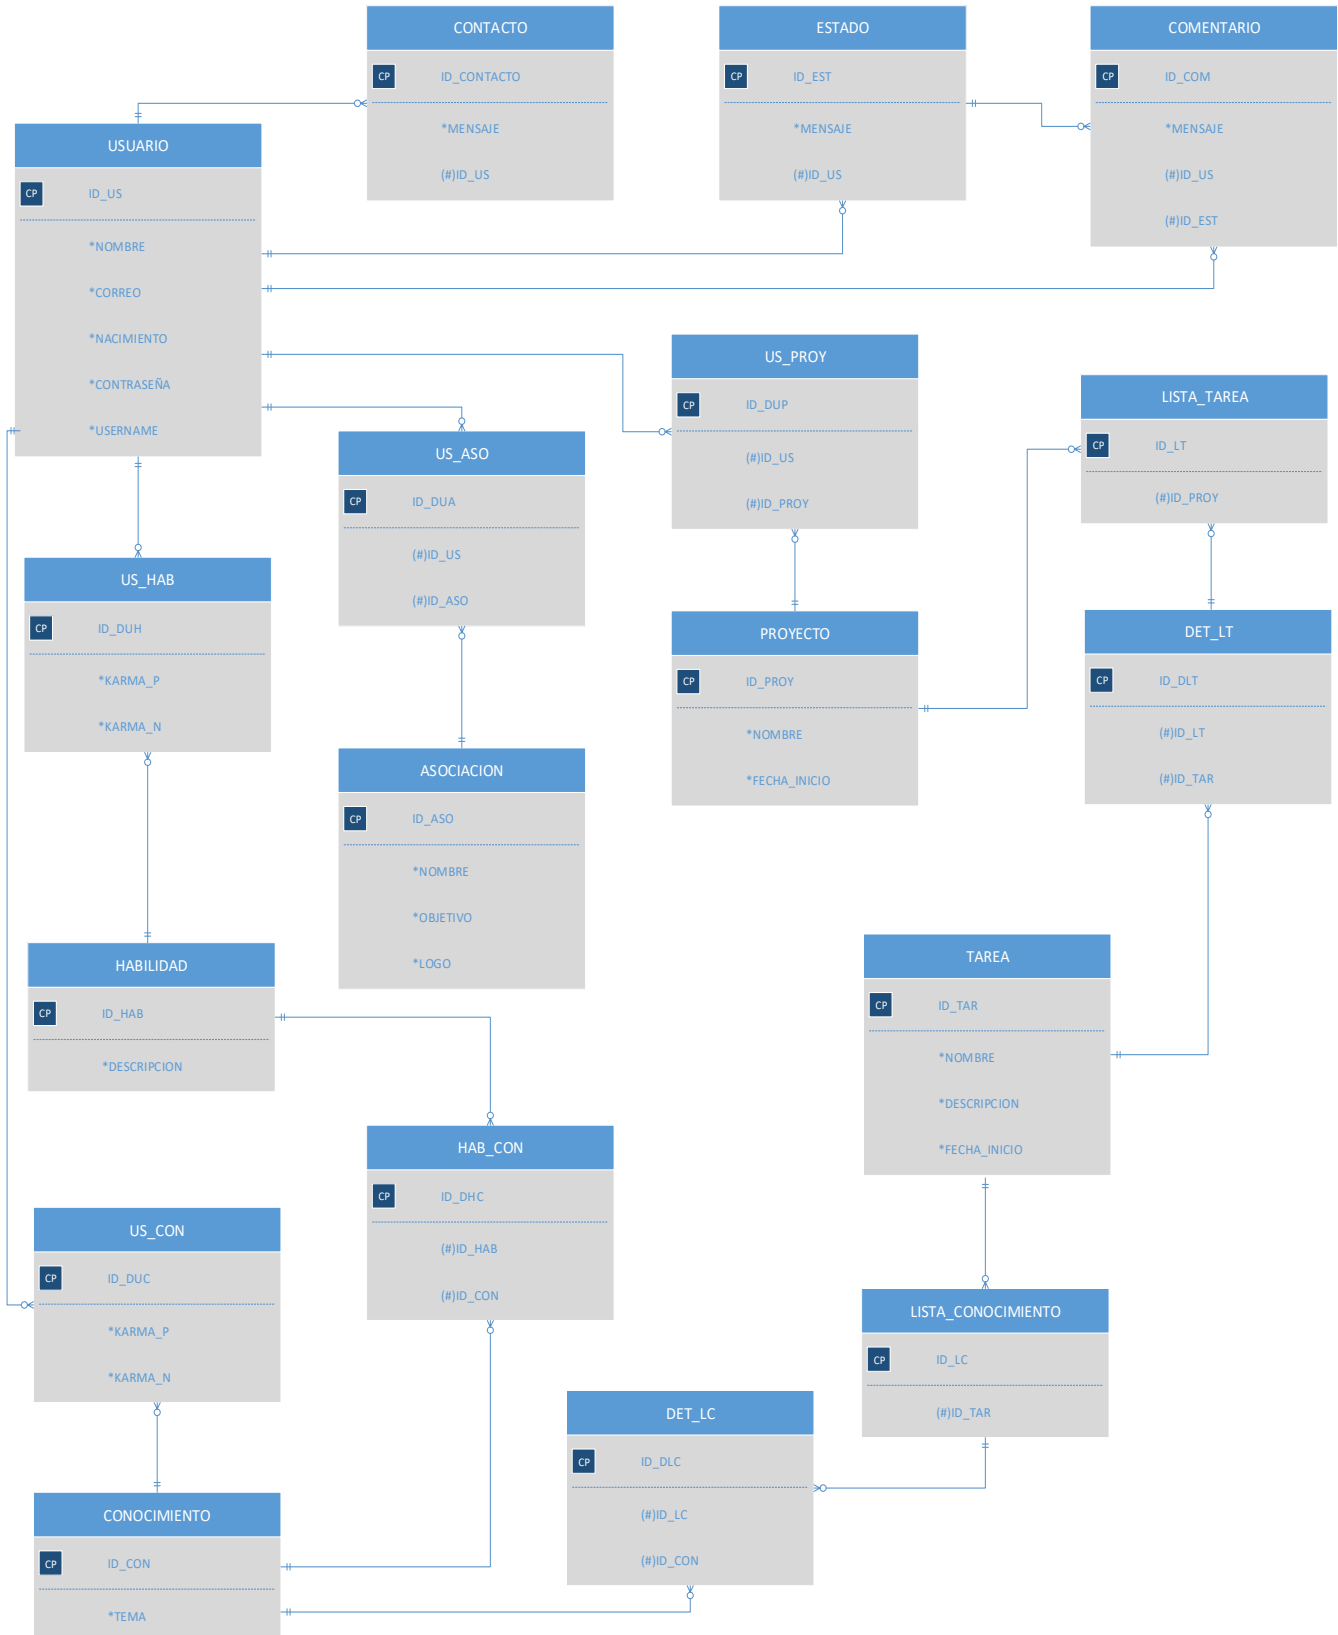 CONTACTO
CP ID_CONTACTO
*MENSAJE
(#)ID_US
ESTADO
CP ID_EST
*MENSAJE
(#)ID_US
COMENTARIO
CP ID_COM
*MENSAJE
(#)ID_US
(#)ID_EST
USUARIO
CP ID_US
*NOMBRE
*CORREO
*NACIMIENTO
*CONTRASEÑA
*USERNAME
US_PROY
CP ID_DUP
(#)ID_US
(#)ID_PROY
LISTA_TAREA
CP ID_LT
(#)ID_PROY
US_ASO
CP ID_DUA
(#)ID_US
(#)ID_ASO
US_HAB
CP ID_DUH
*KARMA_P
*KARMA_N
PROYECTO
CP ID_PROY
*NOMBRE
*FECHA_INICIO
DET_LT
CP ID_DLT
(#)ID_LT
(#)ID_TAR
ASOCIACION
CP ID_ASO
*NOMBRE
*OBJETIVO
*LOGO
HABILIDAD
CP ID_HAB
*DESCRIPCION
TAREA
CP ID_TAR
*NOMBRE
*DESCRIPCION
*FECHA_INICIO
HAB_CON
CP ID_DHC
(#)ID_HAB
(#)ID_CON
US_CON
CP ID_DUC
*KARMA_P
*KARMA_N
LISTA_CONOCIMIENTO
CP ID_LC
(#)ID_TAR
DET_LC
CP ID_DLC
(#)ID_LC
(#)ID_CON
CONOCIMIENTO
CP ID_CON
*TEMA